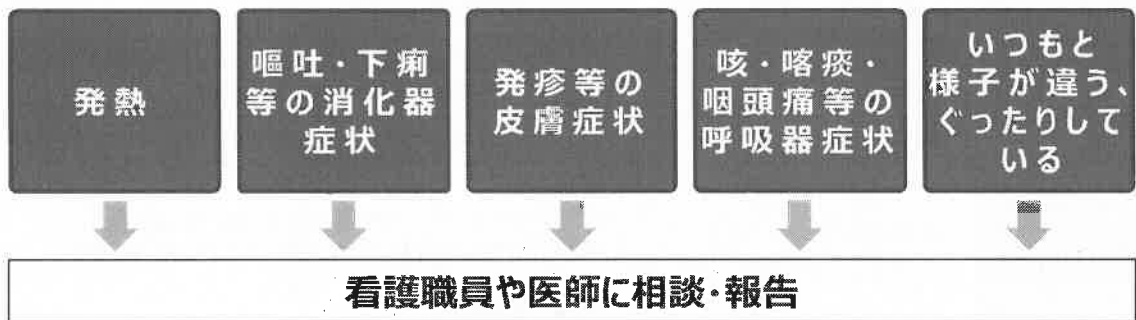 発熱
嘔吐・下痢
等の消化器
症状
発疹等の
皮膚症状
咳・喀痰・
咽頭痛等の
呼吸器症状
いつもと
様子が違う、
ぐったりして
いる
看護職員や医師に相談・報告